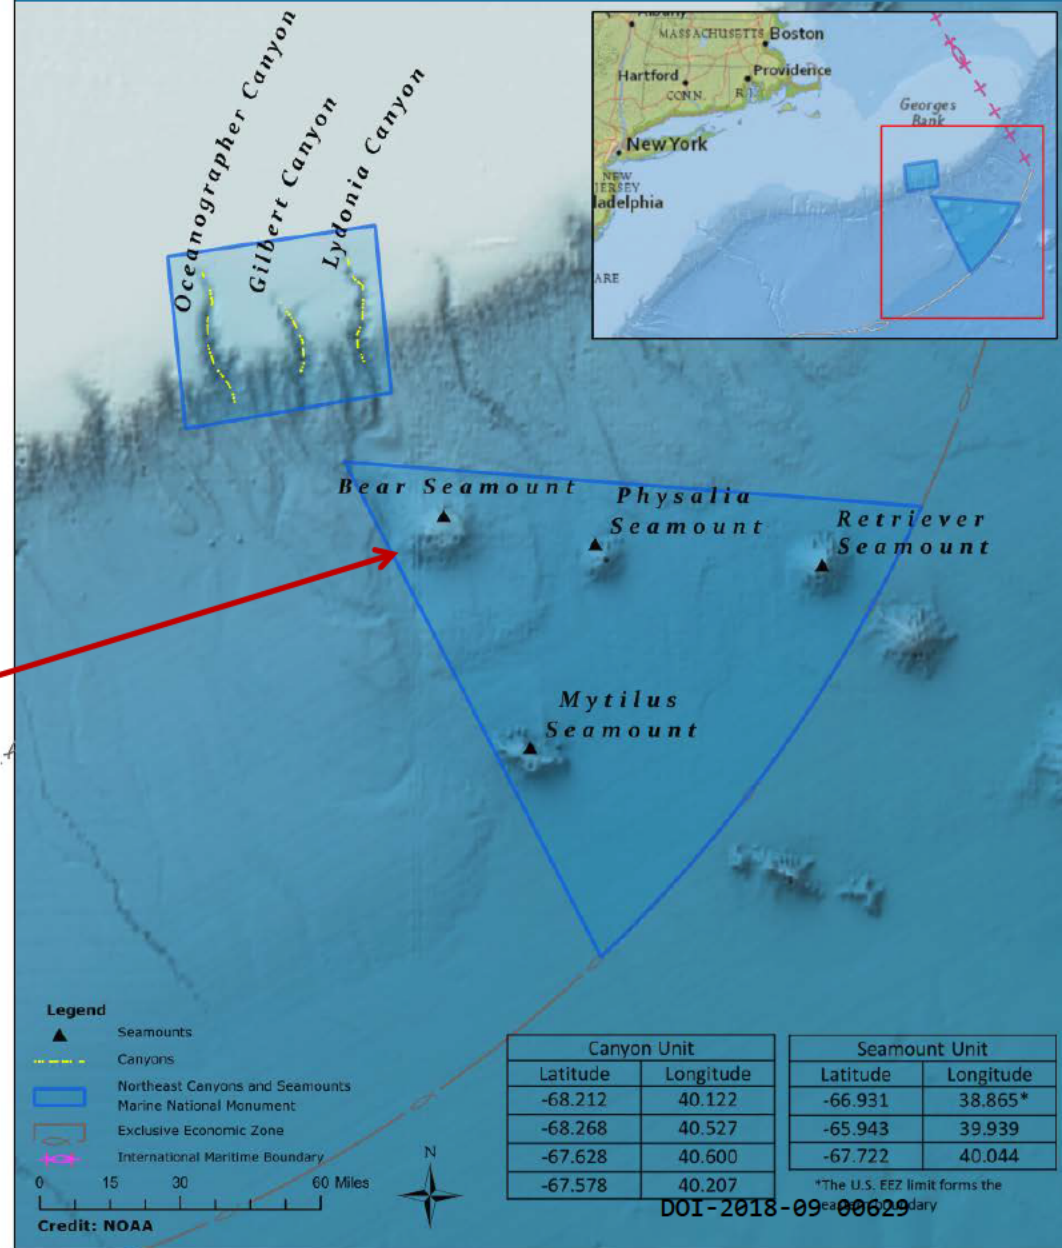 Oceanographer Canyon
Gilbert Canyon
Lydonia Canyon
MASSACHUSETTS
Boston
Hartford
Providence
CONN.
R.I.
Georges
Bank
New York
NEW
JERSEY
ladelphia
ARE
Bear Seamount
Physalia
Seamount
Retriever
Seamount
Mytilus
Seamount
Legend
Seamounts
Canyons
Northeast Canyons and Seamounts
Marine National Monument
Exclusive Economic Zone
International Maritime Boundary
0 15 30 60 Miles
Credit: NOAA
N
Canyon Unit
Latitude Longitude
-68.212 40.122
-68.268 40.527
-67.628 40.600
-67.578 40.207
Seamount Unit
Latitude Longitude
-66.931 38.865*
-65.943 39.939
-67.722 40.044
*The U.S. EEZ limit forms the
DOI-2018-09 00629